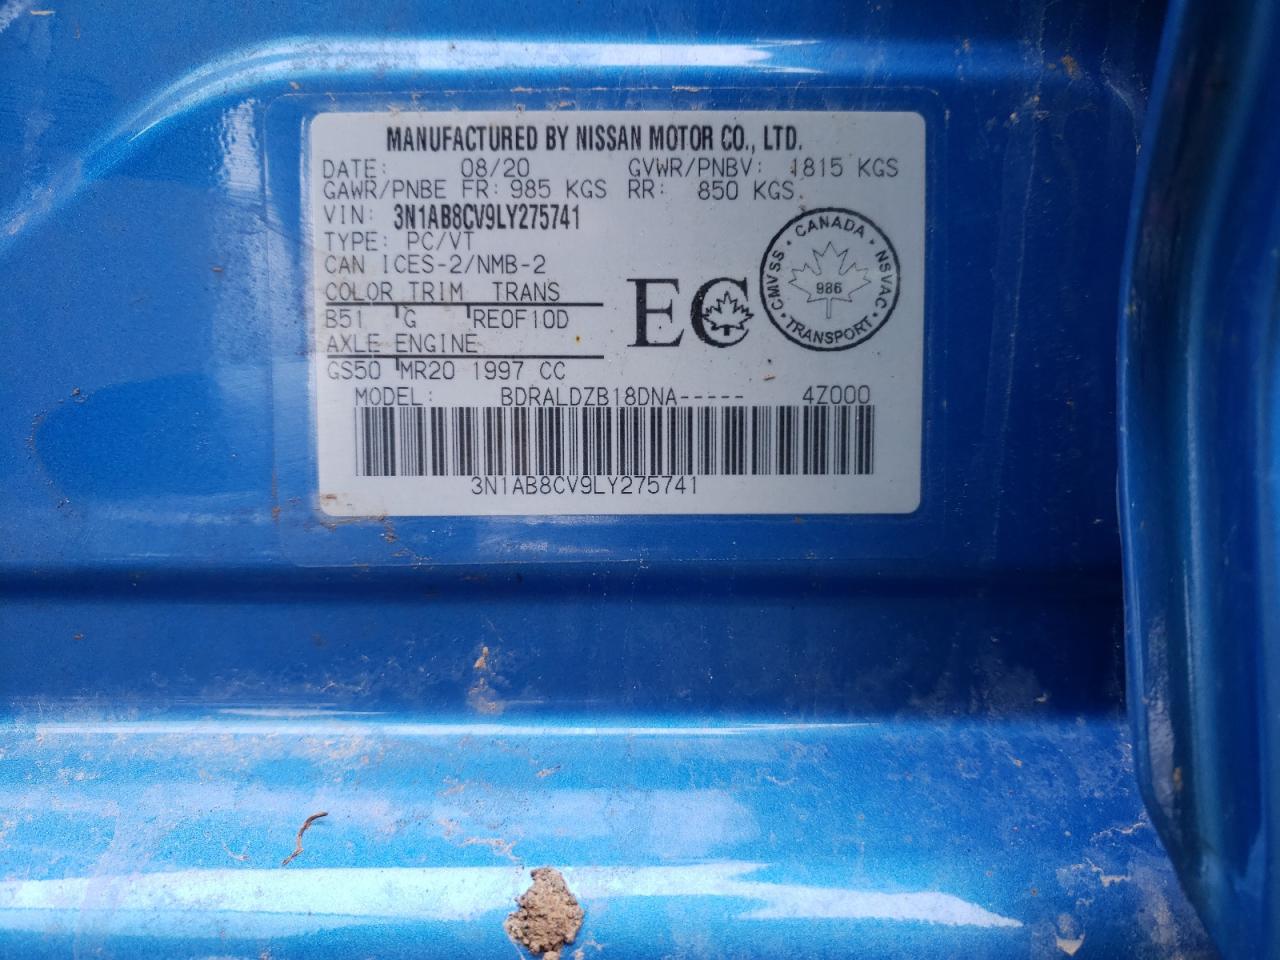 MANUFACTURED BY NISSAN MOTOR CO., LTD.
DATE: 08/20 GVWR/PNBV: 1815 KGS
GAWR/PNBE FR: 985 KGS RR: 850 KGS
VIN: 3N1AB8CV9LY275741
TYPE: PC/VT
CAN ICES-2/NMB-2
COLOR TRIM TRANS
B51 G RE0F10D
AXLE ENGINE
GS50 MR20 1997 CC
EC
CANADA
CMVSS NSVAC
986
TRANSPORT
MODEL: BDRALDZB18DNA----- 4Z000
3N1AB8CV9LY275741